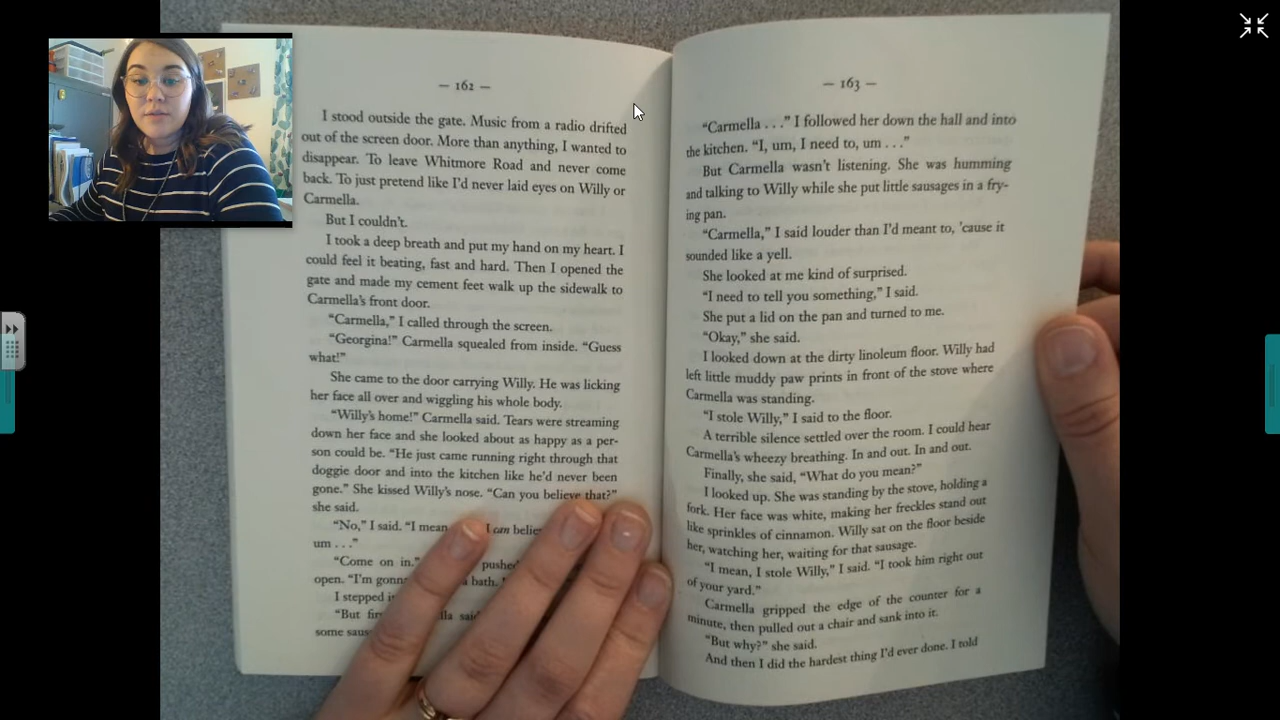 — 162 —
I stood outside the gate. Music from a radio drifted
out of the screen door. More than anything, I wanted to
disappear. To leave Whitmore Road and never come
back. To just pretend like I'd never laid eyes on Willy or
Carmella.
But I couldn't.
I took a deep breath and put my hand on my heart. I
could feel it beating, fast and hard. Then I opened the
gate and made my cement feet walk up the sidewalk to
Carmella's front door.
"Carmella," I called through the screen.
"Georgina!" Carmella squealed from inside. "Guess
what!"
She came to the door carrying Willy. He was licking
her face all over and wiggling his whole body.
"Willy's home!" Carmella said. Tears were streaming
down her face and she looked about as happy as a per-
son could be. "He just came running right through that
doggie door and into the kitchen like he'd never been
gone." She kissed Willy's nose. "Can you believe that?"
she said.
"No," I said. "I mean I can
um . . ."
"Come on in."
open. "I'm a bath.
I stepped
"But
some
— 163 —
"Carmella . . ." I followed her down the hall and into
the kitchen. "I, um, I need to, um . . ."
But Carmella wasn't listening. She was humming
and talking to Willy while she put little sausages in a fry-
ing pan.
"Carmella," I said louder than I'd meant to, 'cause it
sounded like a yell.
She looked at me kind of surprised.
"I need to tell you something," I said.
She put a lid on the pan and turned to me.
"Okay," she said.
I looked down at the dirty linoleum floor. Willy had
left little muddy paw prints in front of the stove where
Carmella was standing.
"I stole Willy," I said to the floor.
A terrible silence settled over the room. I could hear
Carmella's wheezy breathing. In and out. In and out.
Finally, she said, "What do you mean?"
I looked up. She was standing by the stove, holding a
fork. Her face was white, making her freckles stand out
like sprinkles of cinnamon. Willy sat on the floor beside
her, watching her, waiting for that sausage.
"I mean, I stole Willy," I said. "I took him right out
of your yard."
Carmella gripped the edge of the counter for a
minute, then pulled out a chair and sank into it.
"But why?" she said.
And then I did the hardest thing I'd ever done. I told